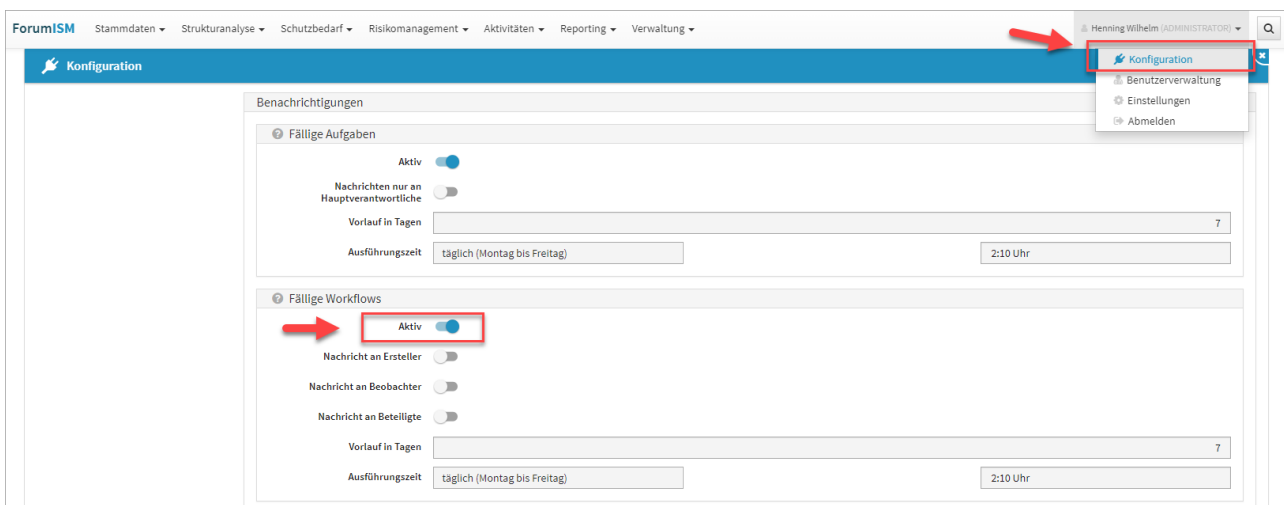 ForumISM Stammdaten Strukturanalyse Schutzbedarf Risikomanagement Aktivitäten Reporting Verwaltung Henning Wilhelm (ADMINISTRATOR)
Konfiguration
Konfiguration
Benutzerverwaltung
Einstellungen
Abmelden
Benachrichtigungen
Fällige Aufgaben
Aktiv
Nachrichten nur an
Hauptverantwortliche
Vorlauf in Tagen 7
Ausführungszeit täglich (Montag bis Freitag) 2:10 Uhr
Fällige Workflows
Aktiv
Nachricht an Ersteller
Nachricht an Beobachter
Nachricht an Beteiligte
Vorlauf in Tagen 7
Ausführungszeit täglich (Montag bis Freitag) 2:10 Uhr